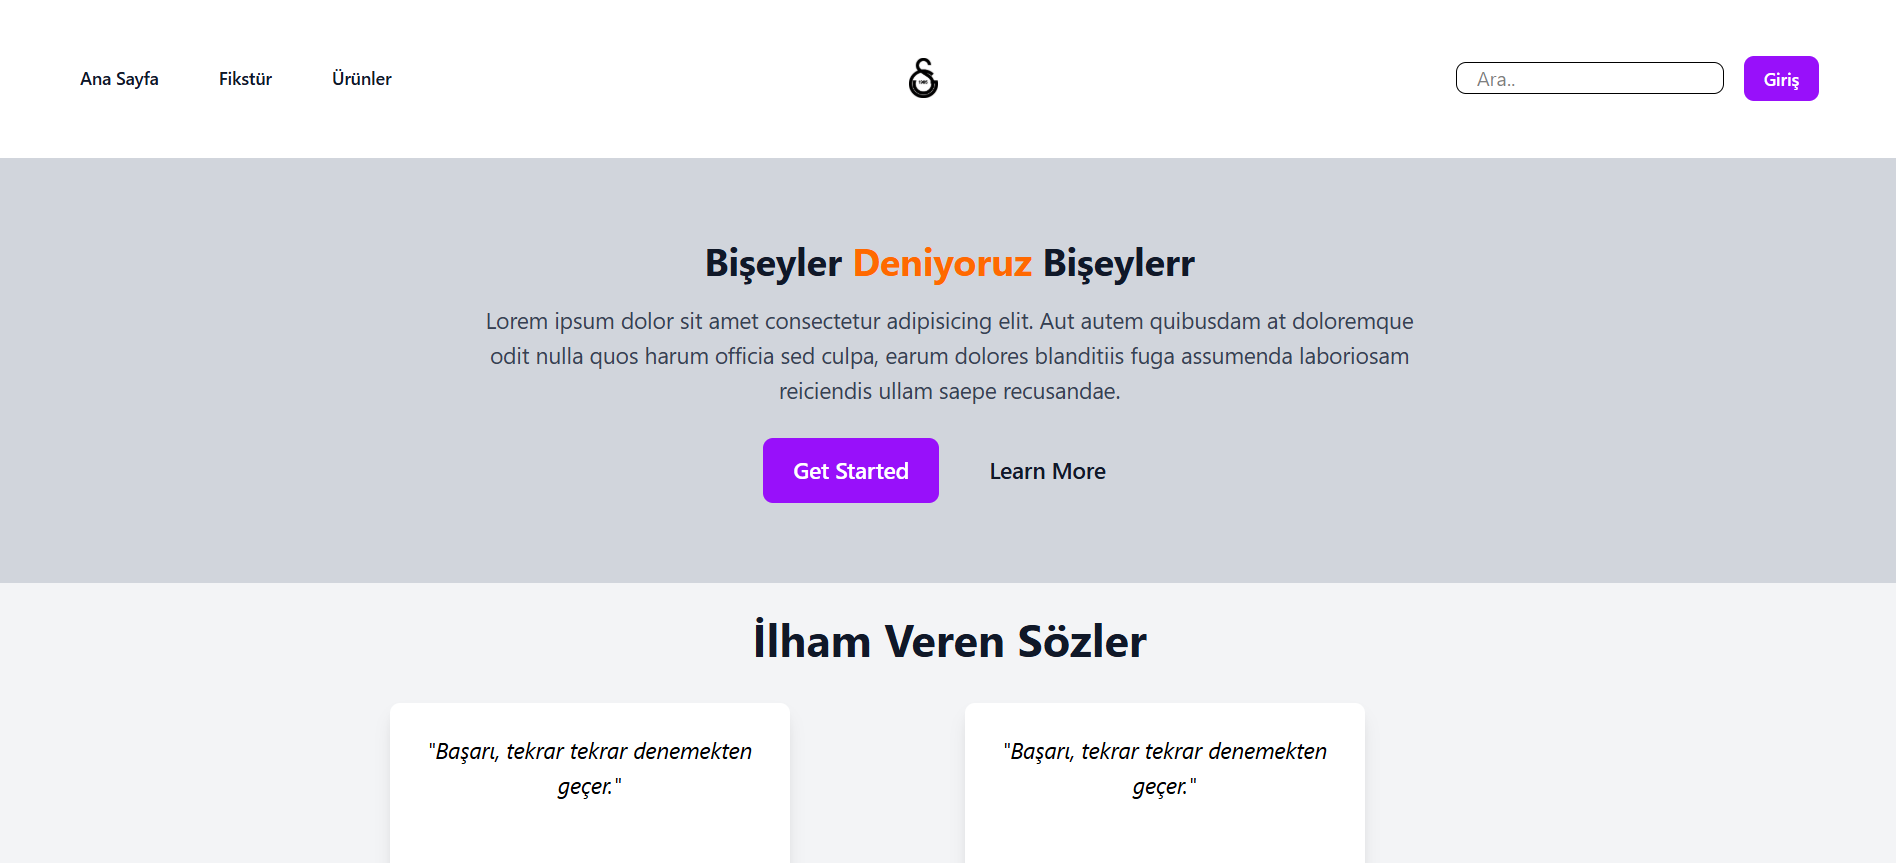 Ana Sayfa Fikstür Ürünler Ara.. Giriş
Bişeyler Deniyoruz Bişeylerr
Lorem ipsum dolor sit amet consectetur adipisicing elit. Aut autem quibusdam at doloremque
odit nulla quos harum officia sed culpa, earum dolores blanditiis fuga assumenda laboriosam
reiciendis ullam saepe recusandae.
Get Started Learn More
İlham Veren Sözler
"Başarı, tekrar tekrar denemekten
geçer."
"Başarı, tekrar tekrar denemekten
geçer."